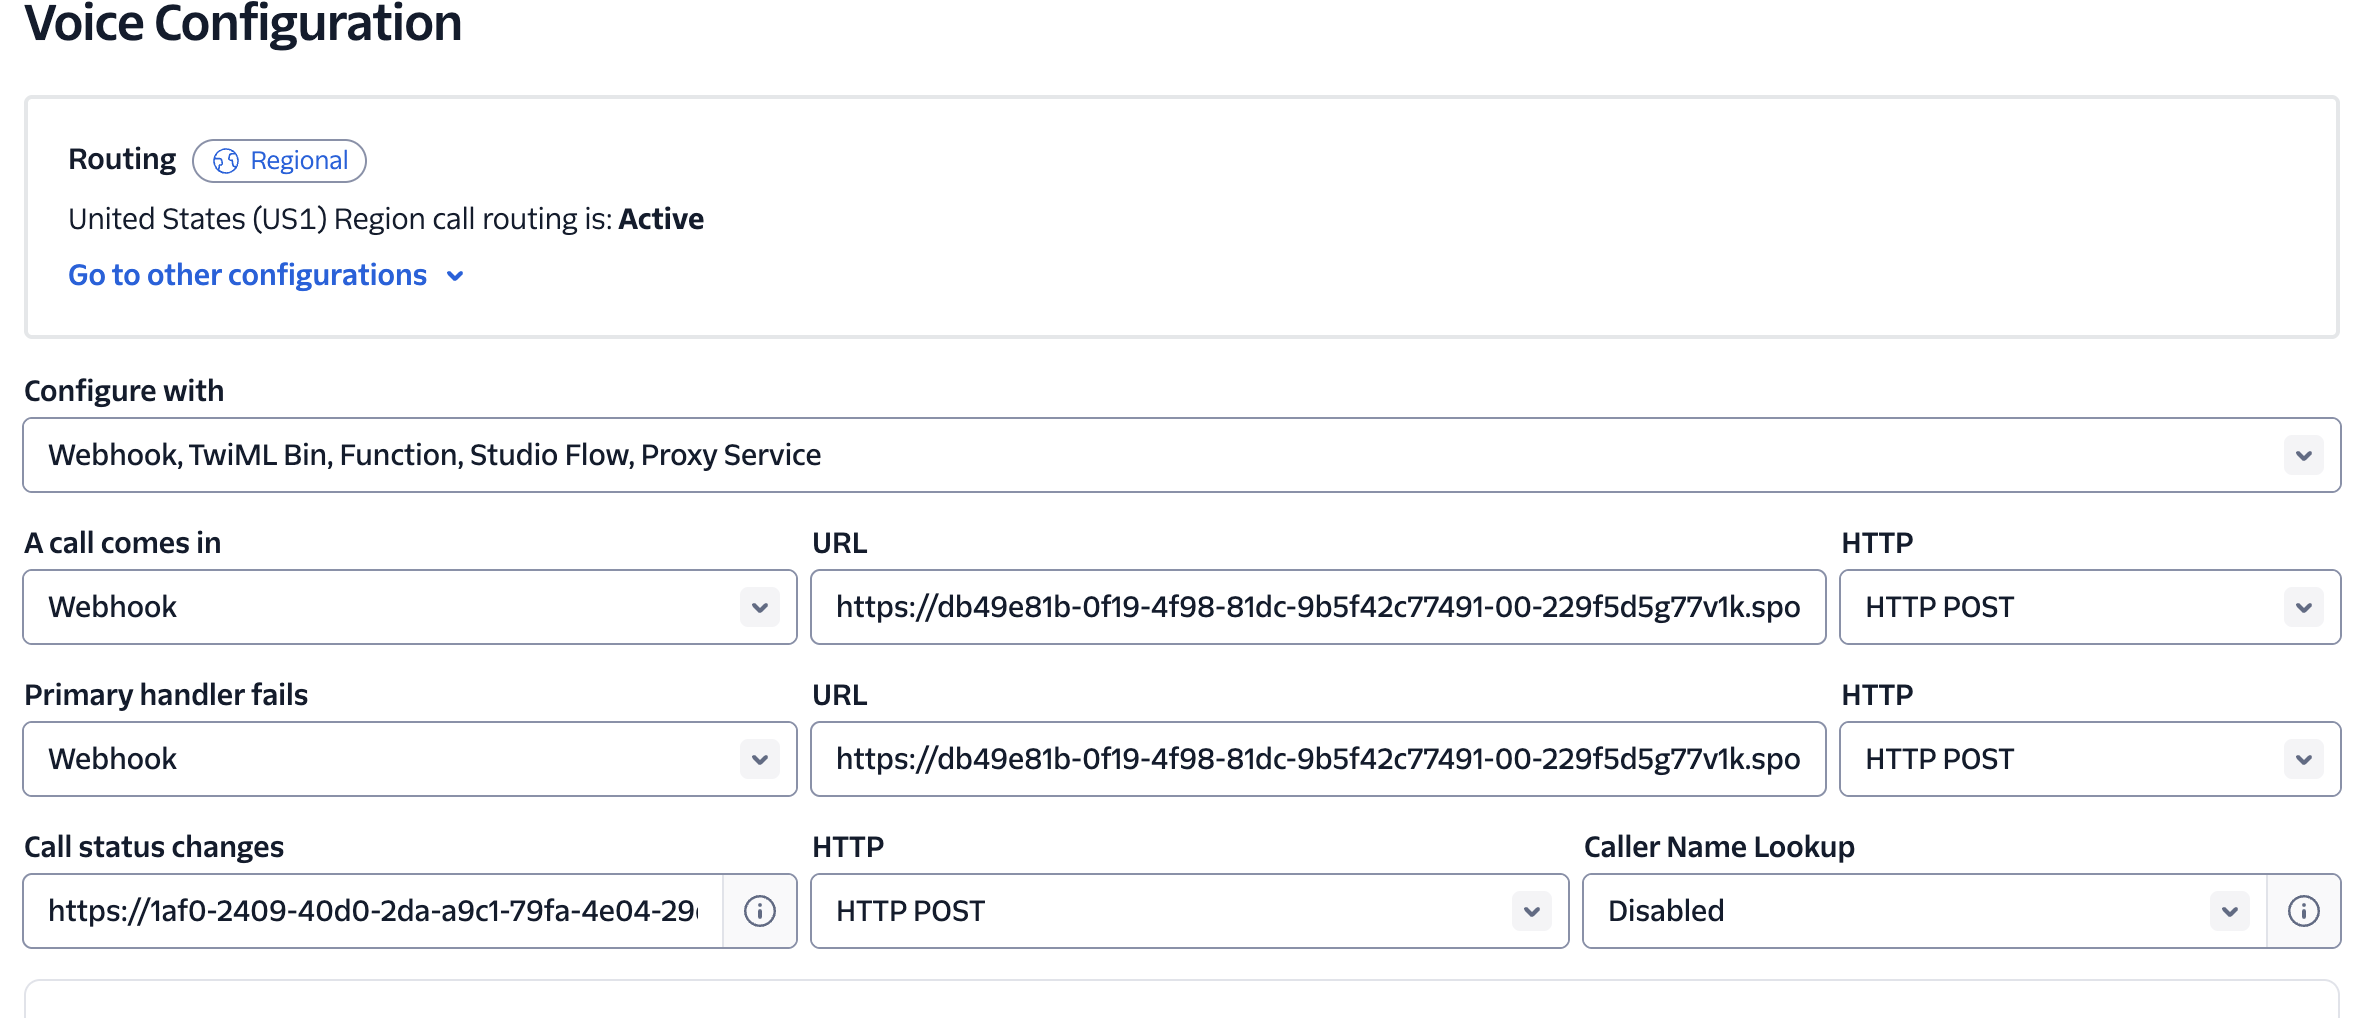 Voice Configuration
Routing Regional
United States (US1) Region call routing is: Active
Go to other configurations
Configure with
Webhook, TwiML Bin, Function, Studio Flow, Proxy Service
A call comes in URL HTTP
Webhook https://db49e81b-0f19-4f98-81dc-9b5f42c77491-00-229f5d5g77v1k.spo HTTP POST
Primary handler fails URL HTTP
Webhook https://db49e81b-0f19-4f98-81dc-9b5f42c77491-00-229f5d5g77v1k.spo HTTP POST
Call status changes HTTP Caller Name Lookup
https://1af0-2409-40d0-2da-a9c1-79fa-4e04-29 HTTP POST Disabled